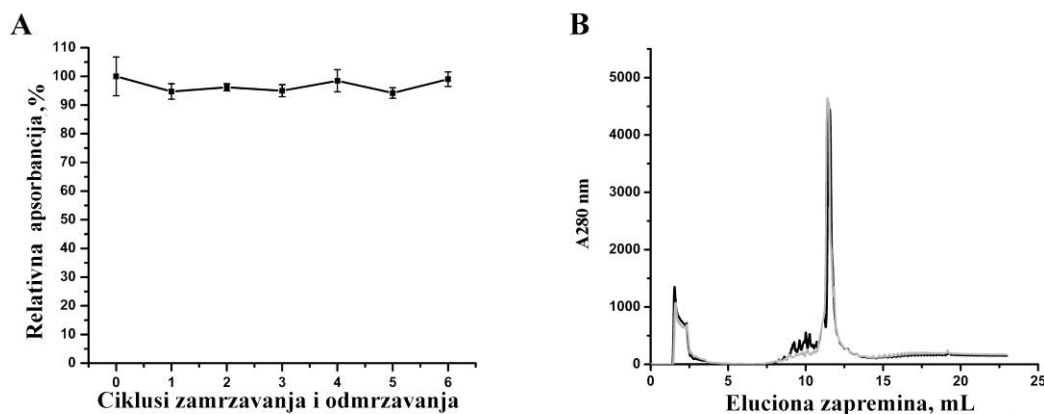 A
Relativna apsorbancija,%
110
100
90
80
70
60
50
40
30
20
10
0
0 1 2 3 4 5 6
Ciklusi zamrzavanja i odmrzavanja
B
A280 nm
5000
4000
3000
2000
1000
0
0 5 10 15 20 25
Eluciona zapremina, mL